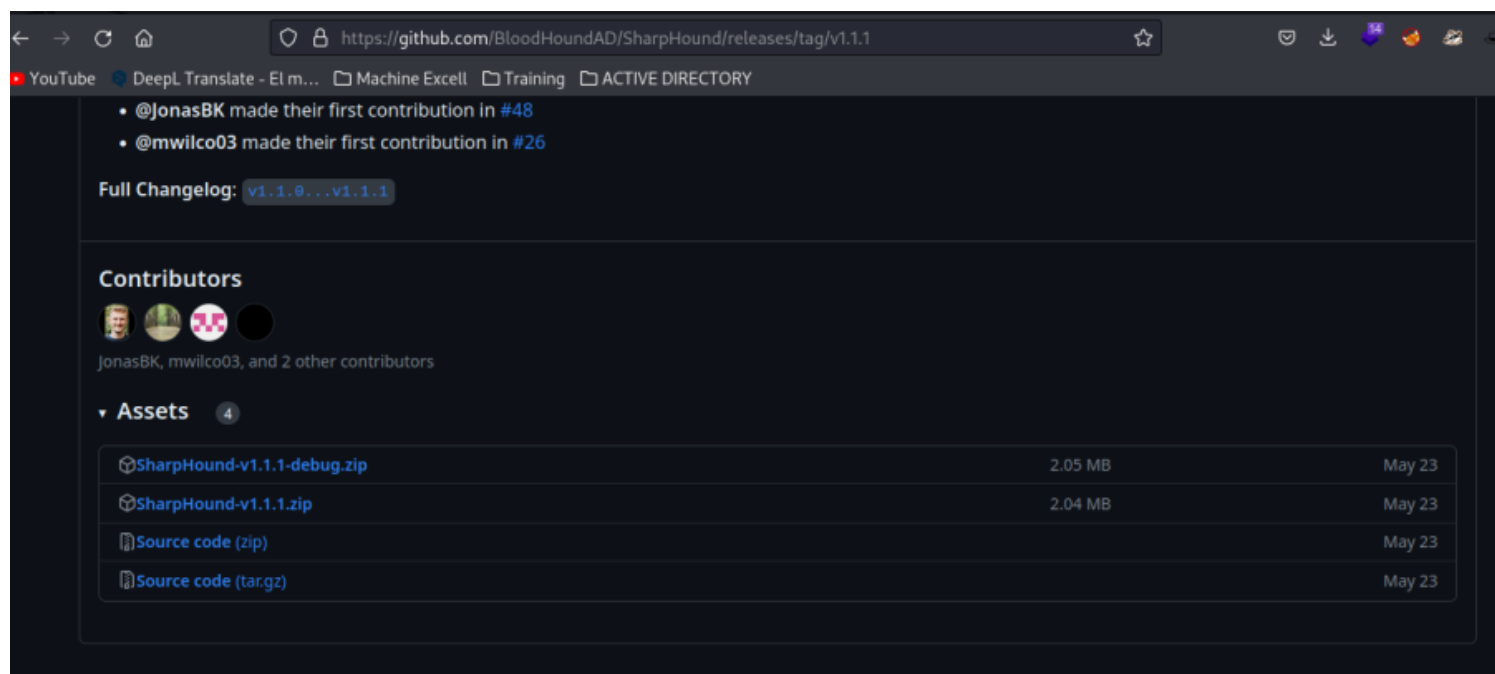 https://github.com/BloodHoundAD/SharpHound/releases/tag/v1.1.1
54
YouTube DeepL Translate - El m... Machine Excell Training ACTIVE DIRECTORY
• @JonasBK made their first contribution in #48
• @mwilco03 made their first contribution in #26
Full Changelog: v1.1.0...v1.1.1
Contributors
JonasBK, mwilco03, and 2 other contributors
Assets 4
SharpHound-v1.1.1-debug.zip 2.05 MB May 23
SharpHound-v1.1.1.zip 2.04 MB May 23
Source code (zip) May 23
Source code (tar.gz) May 23